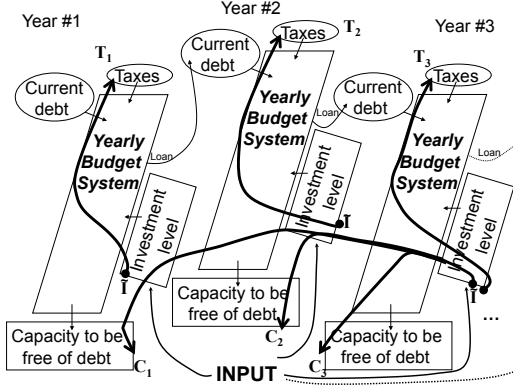 Year #1
T1
Taxes
Current
debt
Yearly
Budget
System
Loan
Investment
level
Ĩ
Capacity to be
free of debt
C1
Year #2
T2
Taxes
Current
debt
Yearly
Budget
System
Loan
Investment
level
Ĩ
Capacity to be
free of debt
C2
Year #3
T3
Taxes
Current
debt
Yearly
Budget
System
Loan
Investment
level
Ĩ
...
Capacity to be
free of debt
C3
INPUT